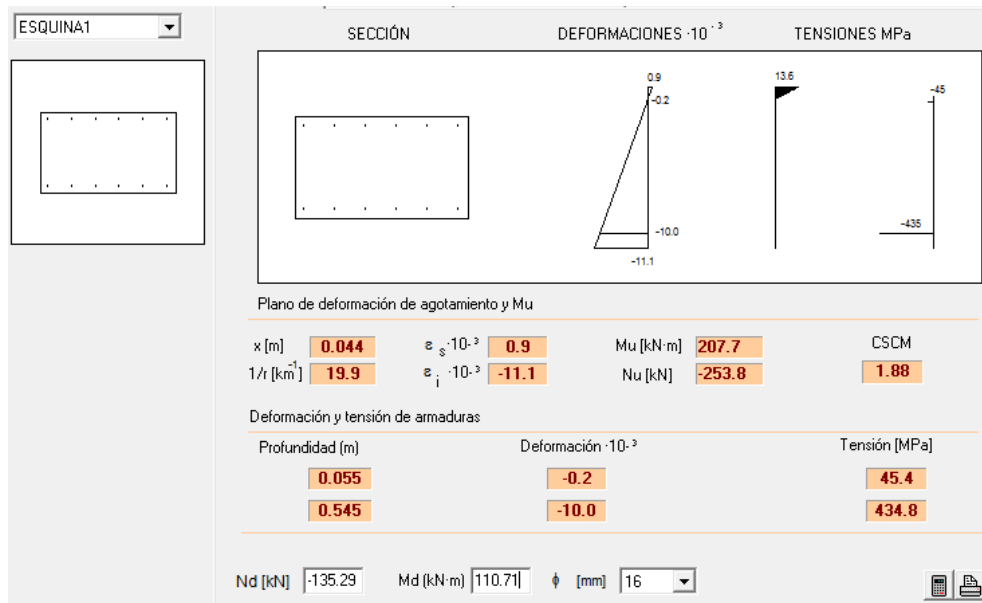 ESQUINA1
SECCIÓN DEFORMACIONES ·10⁻³ TENSIONES MPa
0.9 13.6
-0.2 -45
-10.0 -435
-11.1
Plano de deformación de agotamiento y Mu
x [m] 0.044 ε s ·10-³ 0.9 Mu [kN·m] 207.7 CSCM
1/r [km⁻¹] 19.9 ε i ·10-³ -11.1 Nu [kN] -253.8 1.88
Deformación y tensión de armaduras
Profundidad (m) Deformación ·10-³ Tensión [MPa]
0.055 -0.2 45.4
0.545 -10.0 434.8
Nd [kN] -135.29 Md (kN·m) 110.71 ϕ [mm] 16